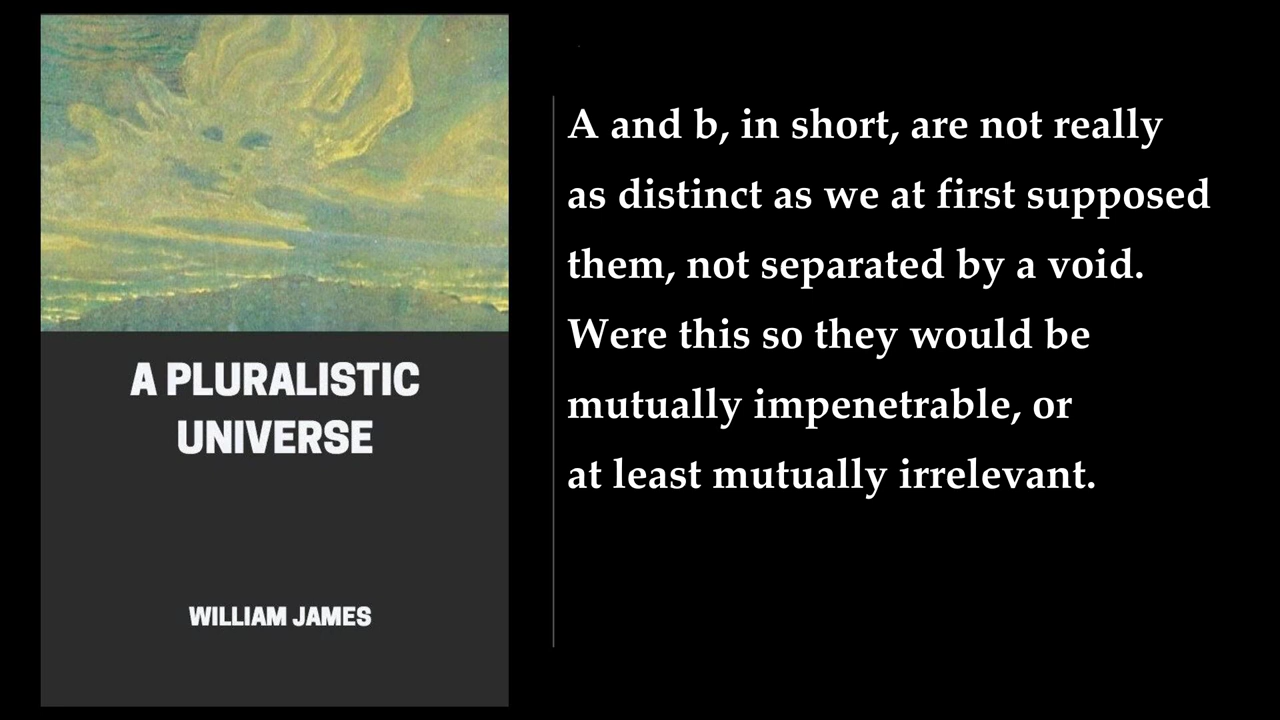 A PLURALISTIC
UNIVERSE
WILLIAM JAMES
A and b, in short, are not really
as distinct as we at first supposed
them, not separated by a void.
Were this so they would be
mutually impenetrable, or
at least mutually irrelevant.